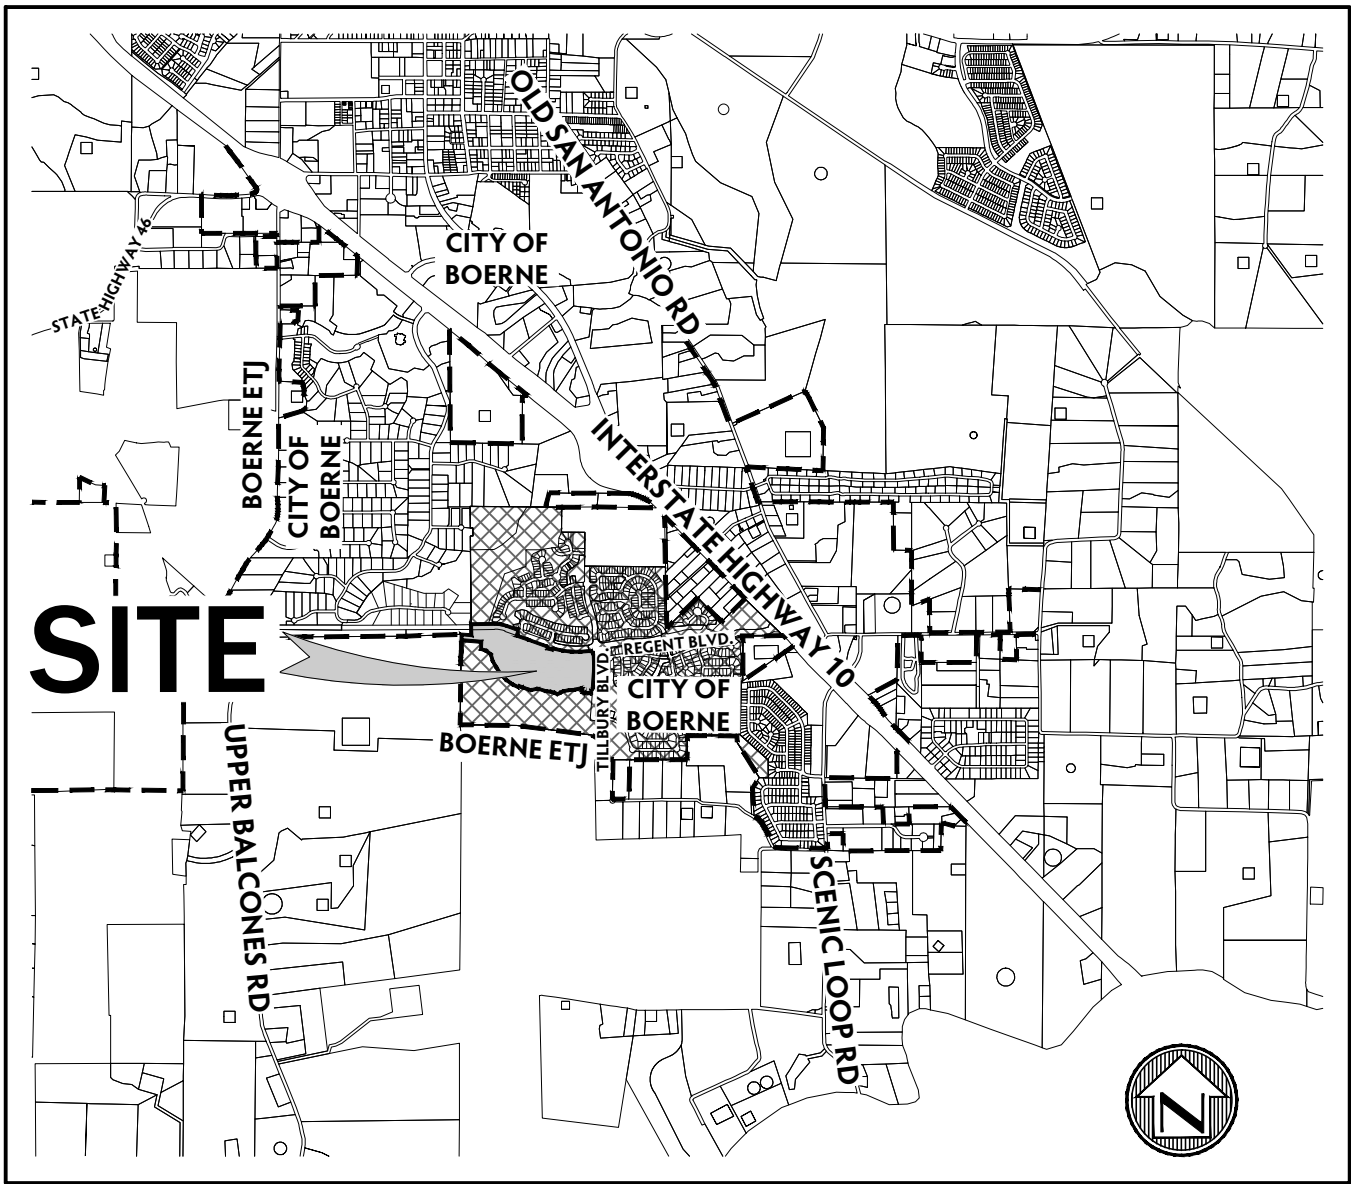 OLD SAN ANTONIO RD
CITY OF
BOERNE
STATE HIGHWAY 46
BOERNE ETJ
CITY OF
BOERNE
INTERSTATE HIGHWAY 10
SITE
REGENT BLVD.
TILLBURY BLVD.
CITY OF
BOERNE
BOERNE ETJ
UPPER BALCONES RD
SCENIC LOOP RD
N